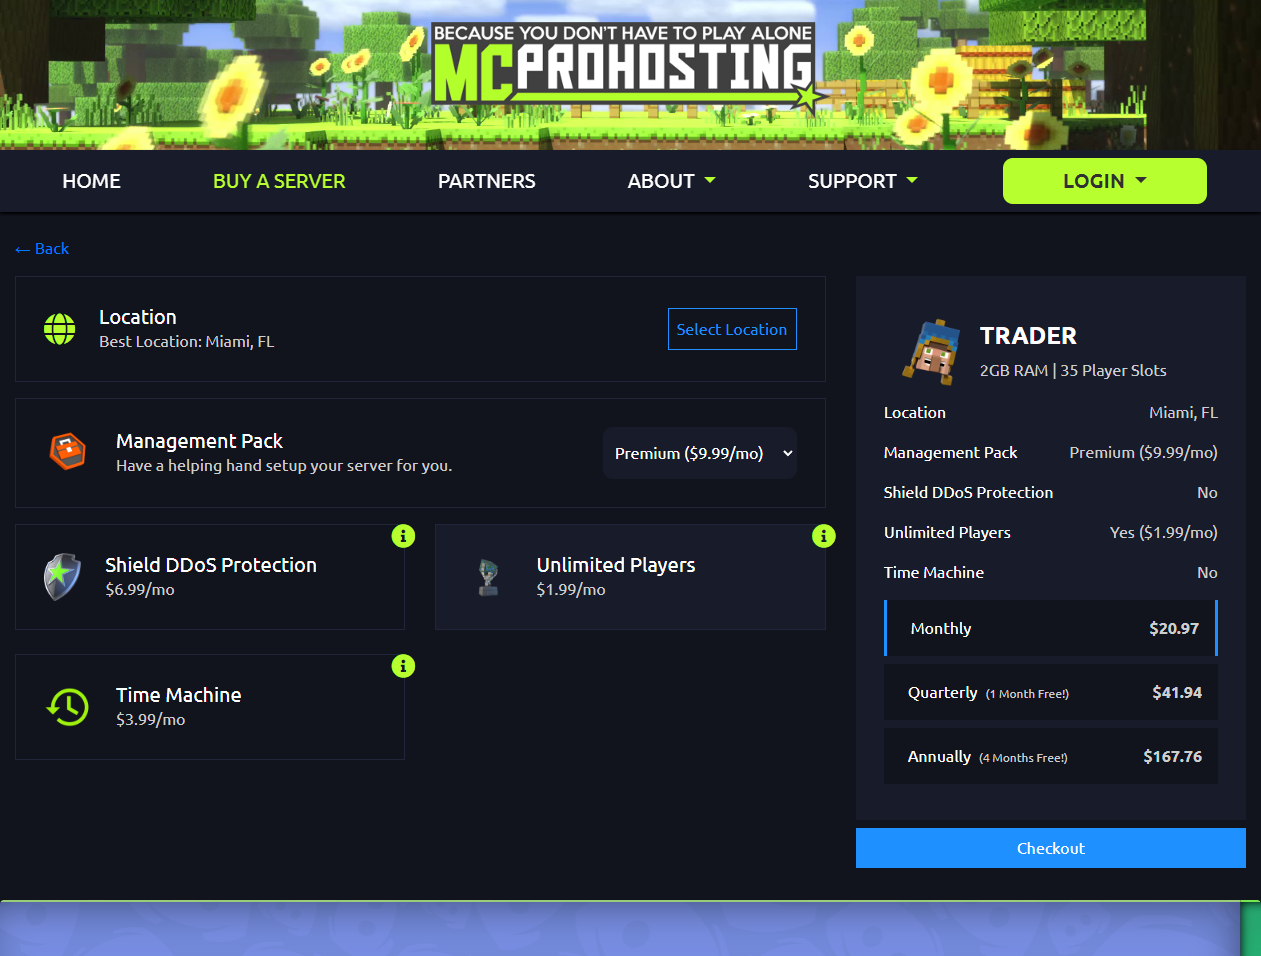 BECAUSE YOU DON'T HAVE TO PLAY ALONE
MCPROHOSTING
HOME
BUY A SERVER
PARTNERS
ABOUT
SUPPORT
LOGIN
← Back
Location
Best Location: Miami, FL
Select Location
Management Pack
Have a helping hand setup your server for you.
Premium ($9.99/mo)
Shield DDoS Protection
$6.99/mo
Unlimited Players
$1.99/mo
Time Machine
$3.99/mo
TRADER
2GB RAM | 35 Player Slots
Location Miami, FL
Management Pack Premium ($9.99/mo)
Shield DDoS Protection No
Unlimited Players Yes ($1.99/mo)
Time Machine No
Monthly $20.97
Quarterly (1 Month Free!) $41.94
Annually (4 Months Free!) $167.76
Checkout